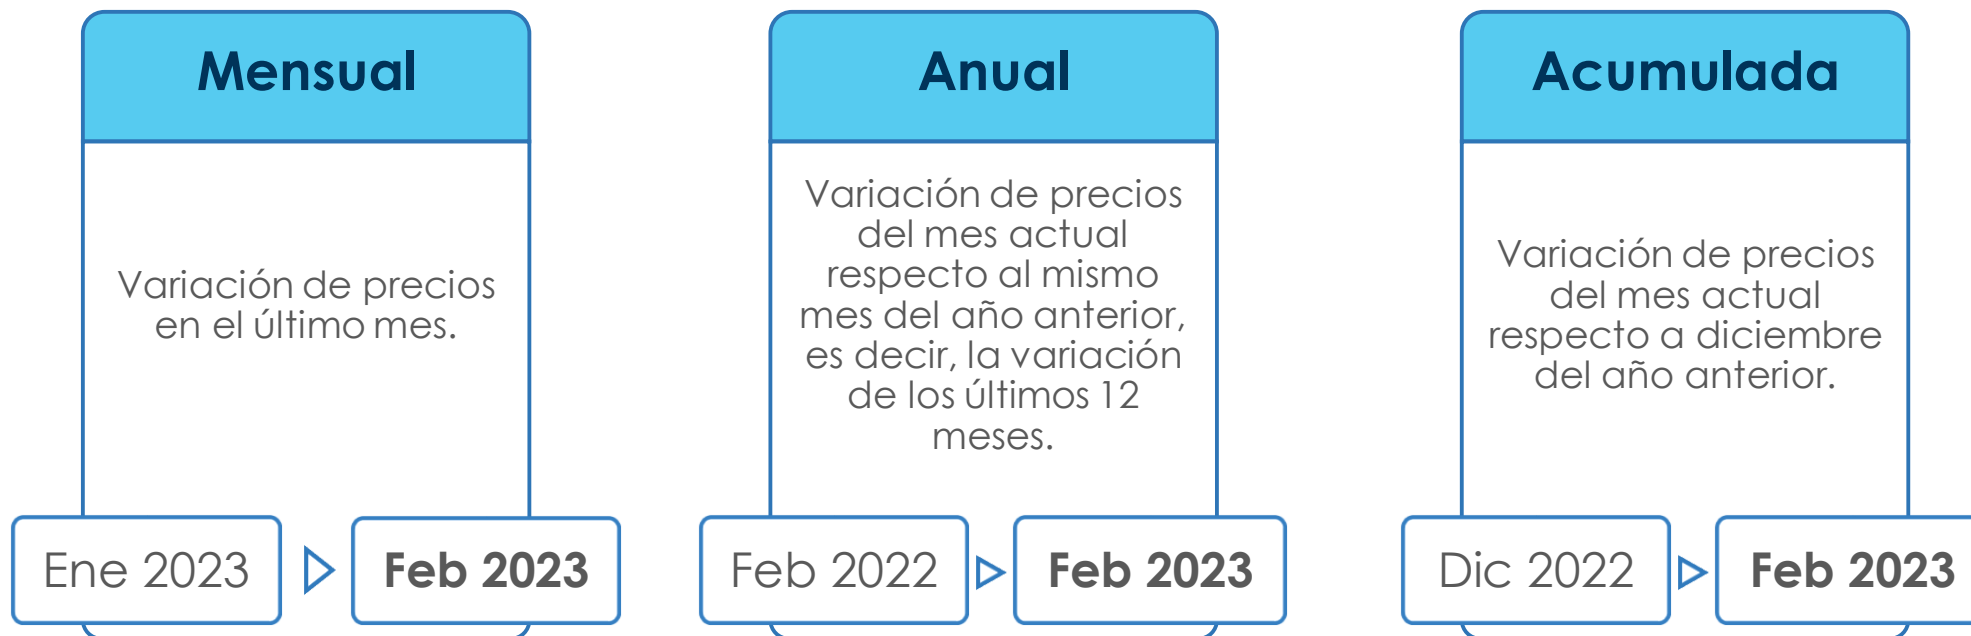 Mensual
Variación de precios
en el último mes.
Ene 2023
Feb 2023
Anual
Variación de precios
del mes actual
respecto al mismo
mes del año anterior,
es decir, la variación
de los últimos 12
meses.
Feb 2022
Feb 2023
Acumulada
Variación de precios
del mes actual
respecto a diciembre
del año anterior.
Dic 2022
Feb 2023